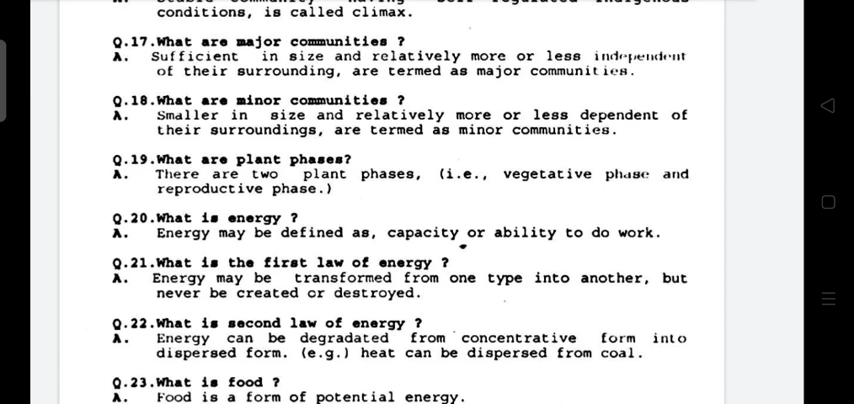 conditions, is called climax.
Q.17.What are major communities ?
A. Sufficient in size and relatively more or less independent
of their surrounding, are termed as major communities.
Q.18.What are minor communities ?
A. Smaller in size and relatively more or less dependent of
their surroundings, are termed as minor communities.
Q.19.What are plant phases?
A. There are two plant phases, (i.e., vegetative phase and
reproductive phase.)
Q.20.What is energy ?
A. Energy may be defined as, capacity or ability to do work.
Q.21.What is the first law of energy ?
A. Energy may be transformed from one type into another, but
never be created or destroyed.
Q.22.What is second law of energy ?
A. Energy can be degradated from concentrative form into
dispersed form. (e.g.) heat can be dispersed from coal.
Q.23.What is food ?
A. Food is a form of potential energy.